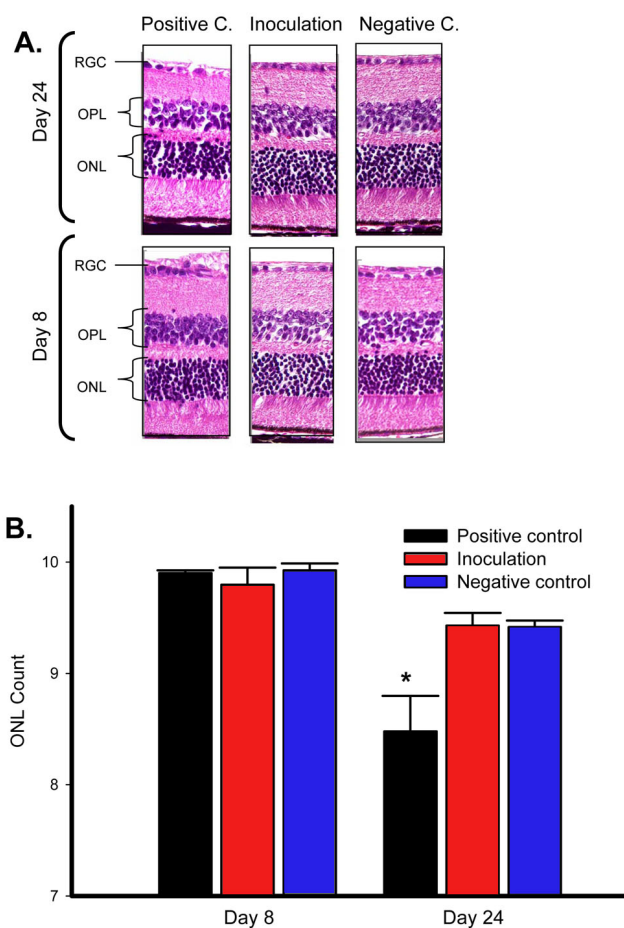 Positive C. Inoculation Negative C.
A.
Day 24
RGC
OPL
ONL
Day 8
RGC
OPL
ONL
B.
Positive control
Inoculation
Negative control
ONL Count
10
9
8
7
*
Day 8 Day 24